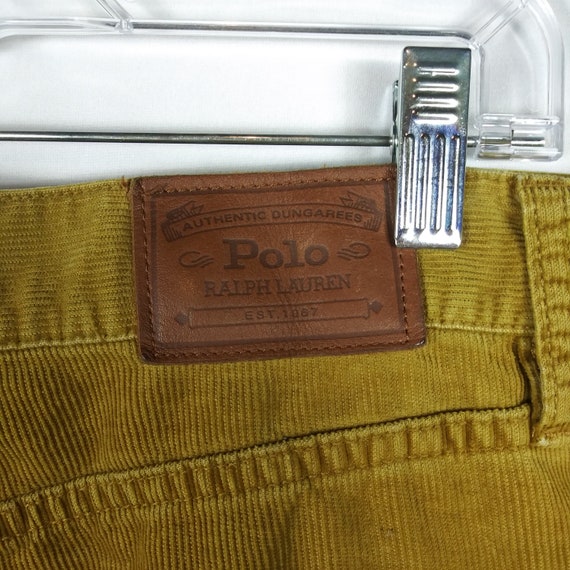 AUTHENTIC DUNGAREES
Polo
RALPH LAUREN
EST. 1967